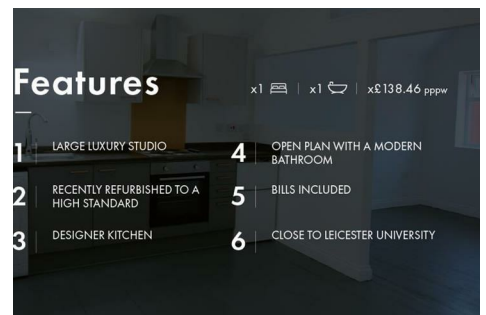 Features
x1 | x1 | x£138.46 pppw
1 LARGE LUXURY STUDIO
2 RECENTLY REFURBISHED TO A
HIGH STANDARD
3 DESIGNER KITCHEN
4 OPEN PLAN WITH A MODERN
BATHROOM
5 BILLS INCLUDED
6 CLOSE TO LEICESTER UNIVERSITY